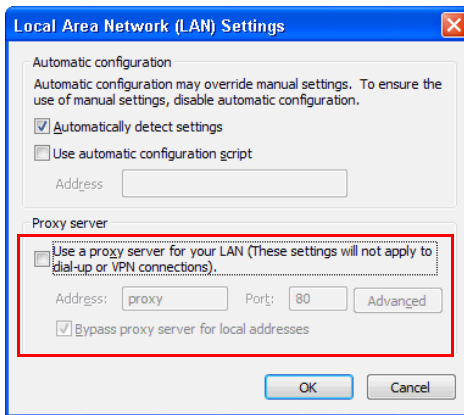 Local Area Network (LAN) Settings
Automatic configuration
Automatic configuration may override manual settings. To ensure the
use of manual settings, disable automatic configuration.
Automatically detect settings
Use automatic configuration script
Address
Proxy server
Use a proxy server for your LAN (These settings will not apply to
dial-up or VPN connections).
Address: proxy Port: 80 Advanced
Bypass proxy server for local addresses
OK Cancel